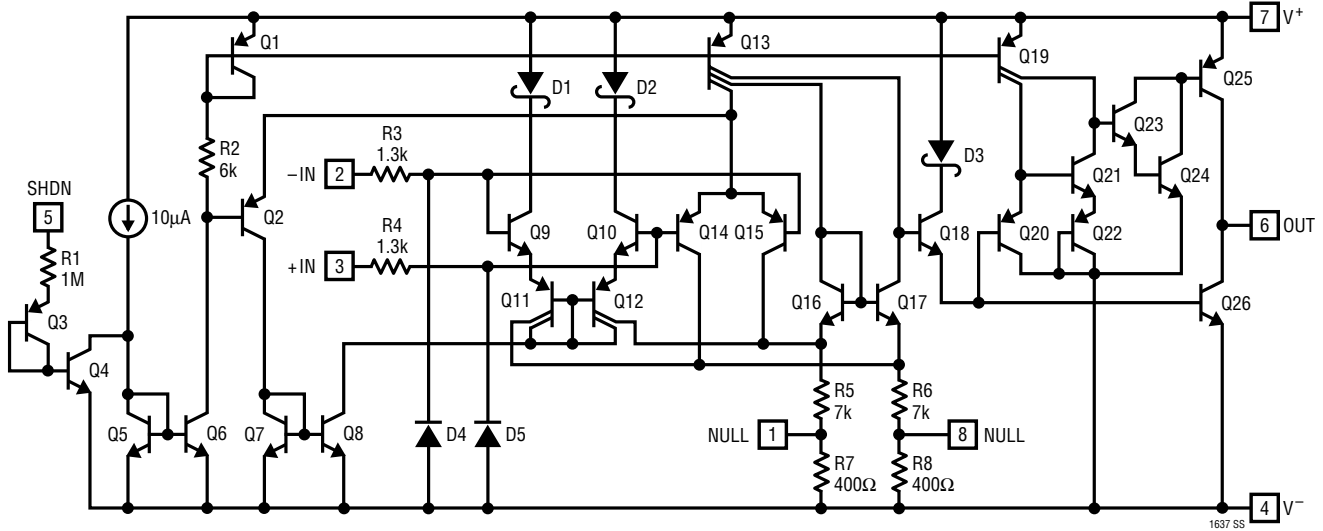 7 V+
Q1
Q13
Q19
Q25
D1
D2
R3
1.3k
Q23
R2
6k
–IN 2
D3
Q24
SHDN
5
10µA
Q2
Q21
R4
1.3k
Q9
Q10
Q14
Q15
Q18
Q20
Q22
6 OUT
R1
1M
+IN 3
Q11
Q12
Q16
Q17
Q26
Q3
Q4
R5
7k
R6
7k
Q5
Q6
Q7
Q8
D4
D5
NULL 1
8 NULL
R7
400Ω
R8
400Ω
4 V–
1637 SS